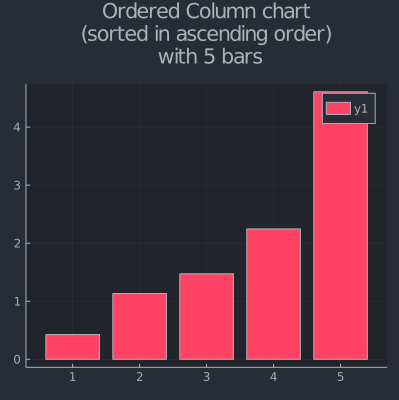 Ordered Column chart
(sorted in ascending order)
with 5 bars
y1
4
3
2
1
0
1 2 3 4 5